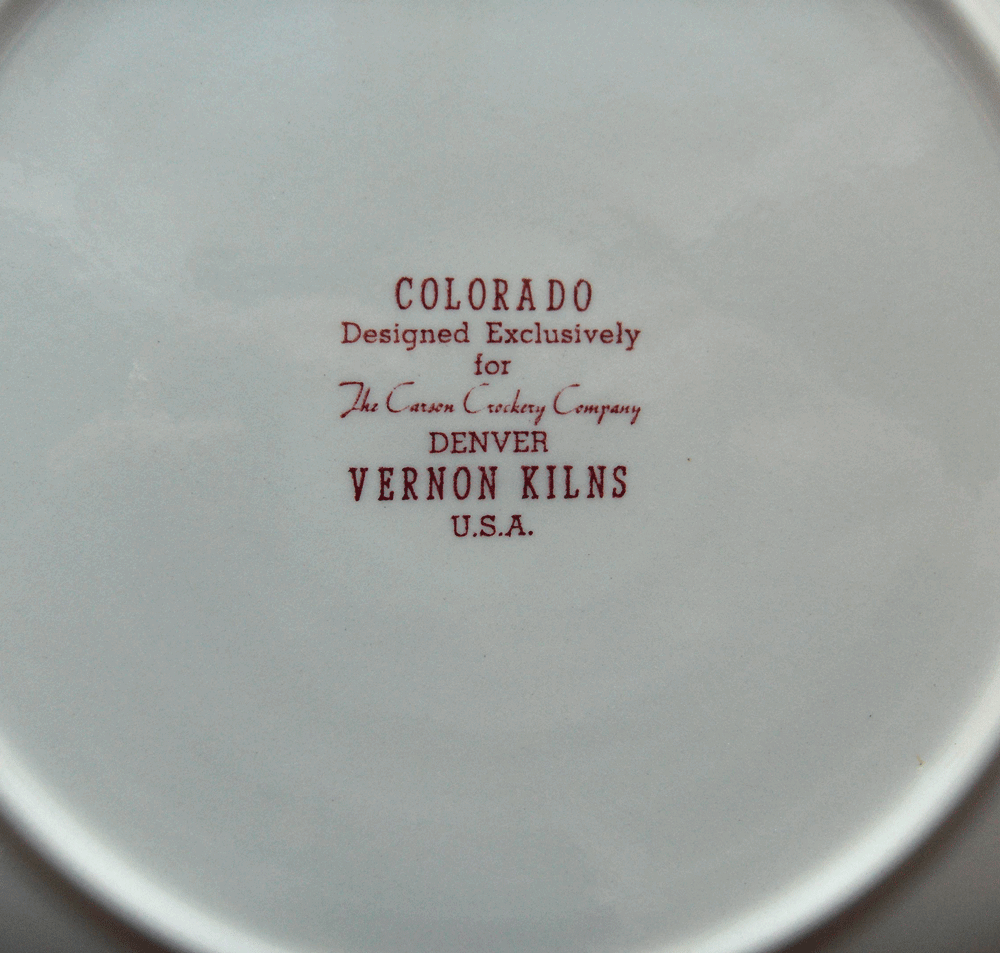 COLORADO
Designed Exclusively
for
The Carson Crockery Company
DENVER
VERNON KILNS
U.S.A.